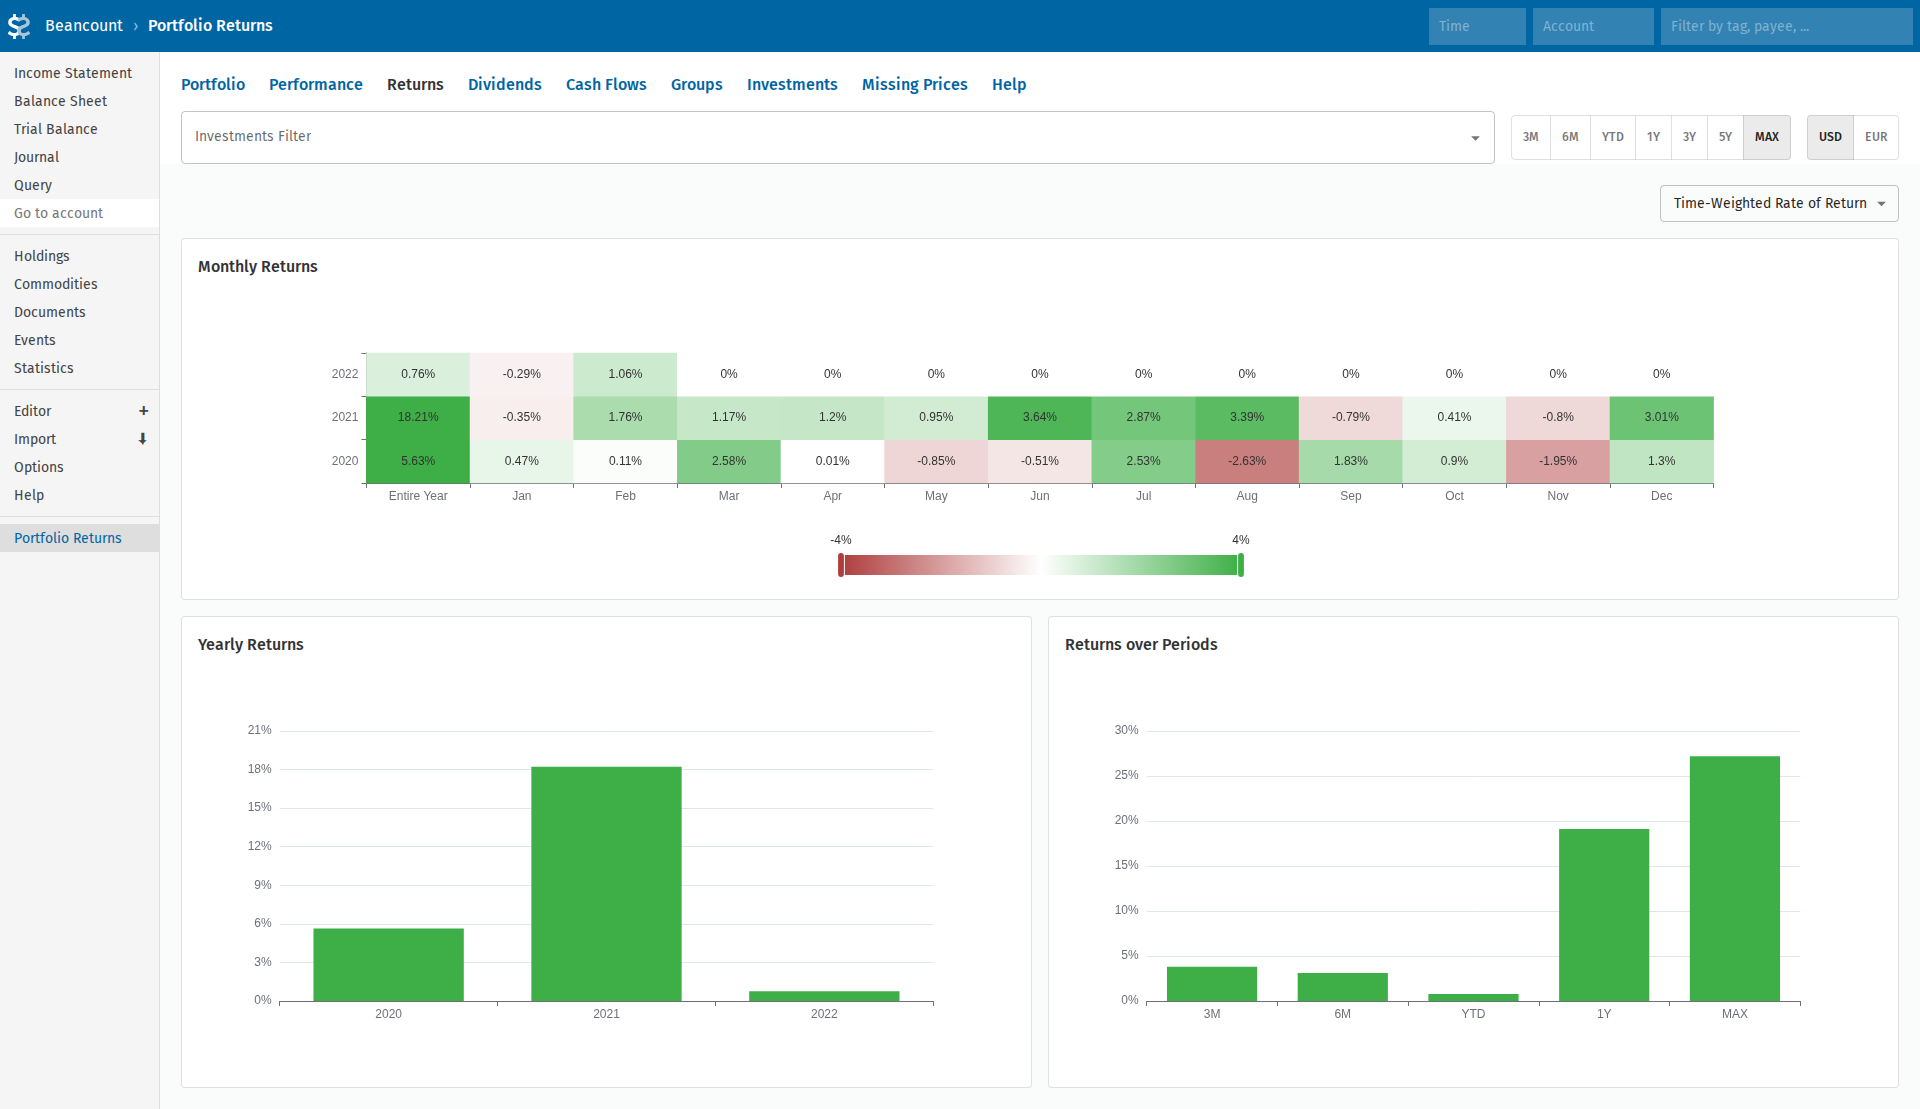 Beancount › Portfolio Returns
Time
Account
Filter by tag, payee, ...
Income Statement
Balance Sheet
Trial Balance
Journal
Query
Go to account
Holdings
Commodities
Documents
Events
Statistics
Editor +
Import
Options
Help
Portfolio Returns
Portfolio Performance Returns Dividends Cash Flows Groups Investments Missing Prices Help
Investments Filter
3M 6M YTD 1Y 3Y 5Y MAX
USD EUR
Time-Weighted Rate of Return
Monthly Returns
2022 0.76% -0.29% 1.06% 0% 0% 0% 0% 0% 0% 0% 0% 0% 0%
2021 18.21% -0.35% 1.76% 1.17% 1.2% 0.95% 3.64% 2.87% 3.39% -0.79% 0.41% -0.8% 3.01%
2020 5.63% 0.47% 0.11% 2.58% 0.01% -0.85% -0.51% 2.53% -2.63% 1.83% 0.9% -1.95% 1.3%
Entire Year Jan Feb Mar Apr May Jun Jul Aug Sep Oct Nov Dec
-4% 4%
Yearly Returns
21%
18%
15%
12%
9%
6%
3%
0%
2020 2021 2022
Returns over Periods
30%
25%
20%
15%
10%
5%
0%
3M 6M YTD 1Y MAX